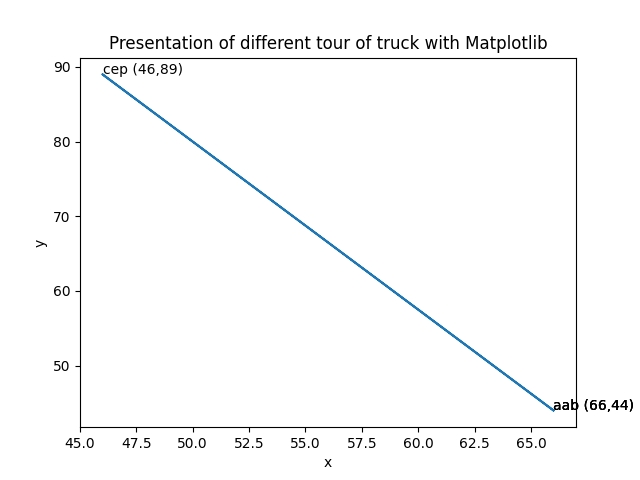 Presentation of different tour of truck with Matplotlib
90
cep (46,89)
80
y
70
60
50
aab (66,44)
45.0 47.5 50.0 52.5 55.0 57.5 60.0 62.5 65.0
x